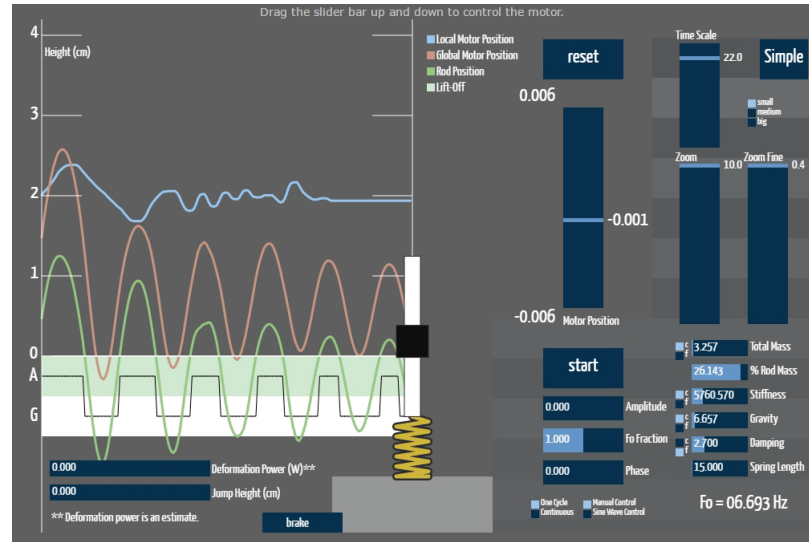 Drag the slider bar up and down to control the motor.
4
Height (cm)
3
2
1
0
A
G
Local Motor Position
Global Motor Position
Rod Position
Lift-Off
reset
0.006
-0.001
-0.006
Motor Position
Time Scale
22.0
Simple
small
medium
big
Zoom
10.0
Zoom Fine
0.4
start
0.000 Amplitude
1.000 Fo Fraction
0.000 Phase
One Cycle
Continuous
Manual Control
Sine Wave Control
c
f
3.257 Total Mass
26.143 % Rod Mass
c
f
5760.570 Stiffness
c
f
6.657 Gravity
c
f
2.700 Damping
15.000 Spring Length
Fo = 06.693 Hz
0.000 Deformation Power (W)**
0.000 Jump Height (cm)
** Deformation power is an estimate.
brake